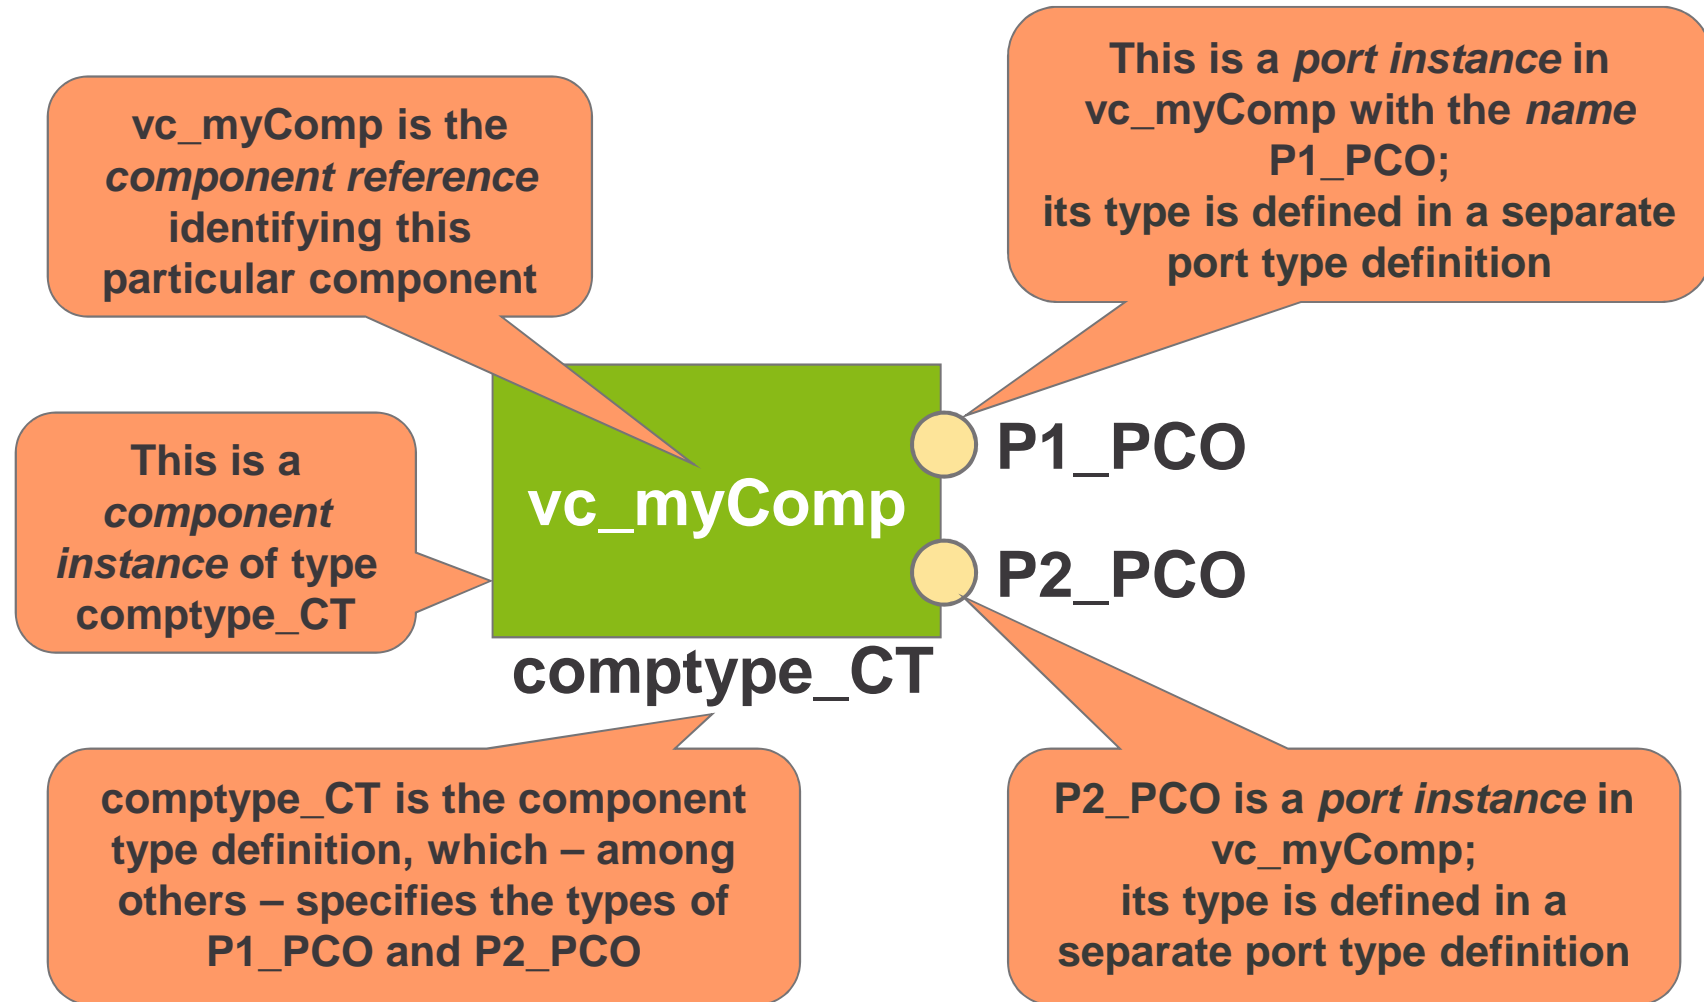 vc_myComp is the
component reference
identifying this
particular component
This is a port instance in
vc_myComp with the name
P1_PCO;
its type is defined in a separate
port type definition
This is a
component
instance of type
comptype_CT
vc_myComp
P1_PCO
P2_PCO
comptype_CT
comptype_CT is the component
type definition, which – among
others – specifies the types of
P1_PCO and P2_PCO
P2_PCO is a port instance in
vc_myComp;
its type is defined in a
separate port type definition